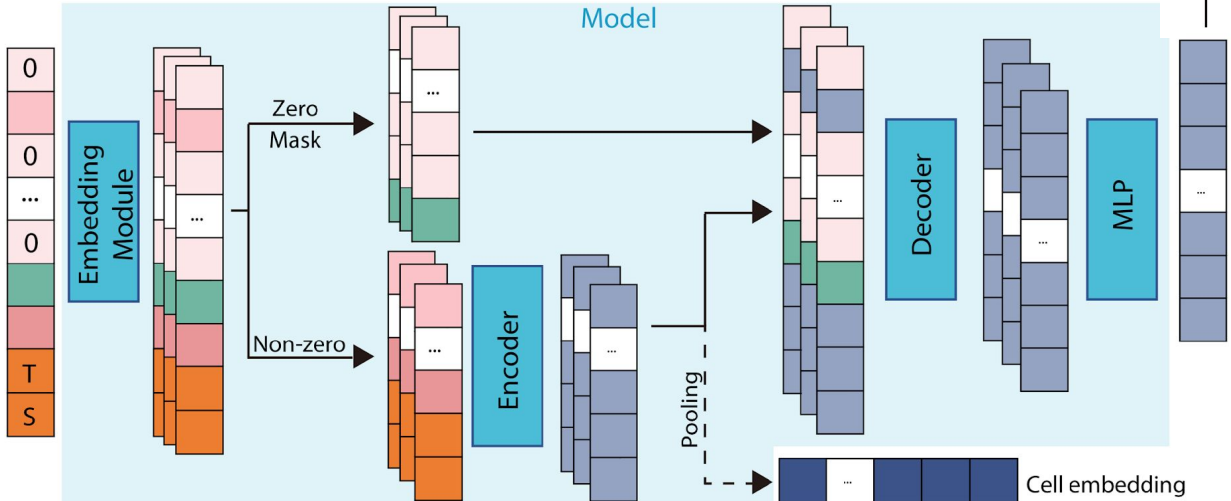 Model
0
0
...
0
T
S
Embedding
Module
...
Zero
Mask
Non-zero
...
...
Encoder
...
Pooling
...
Decoder
...
MLP
...
...
Cell embedding